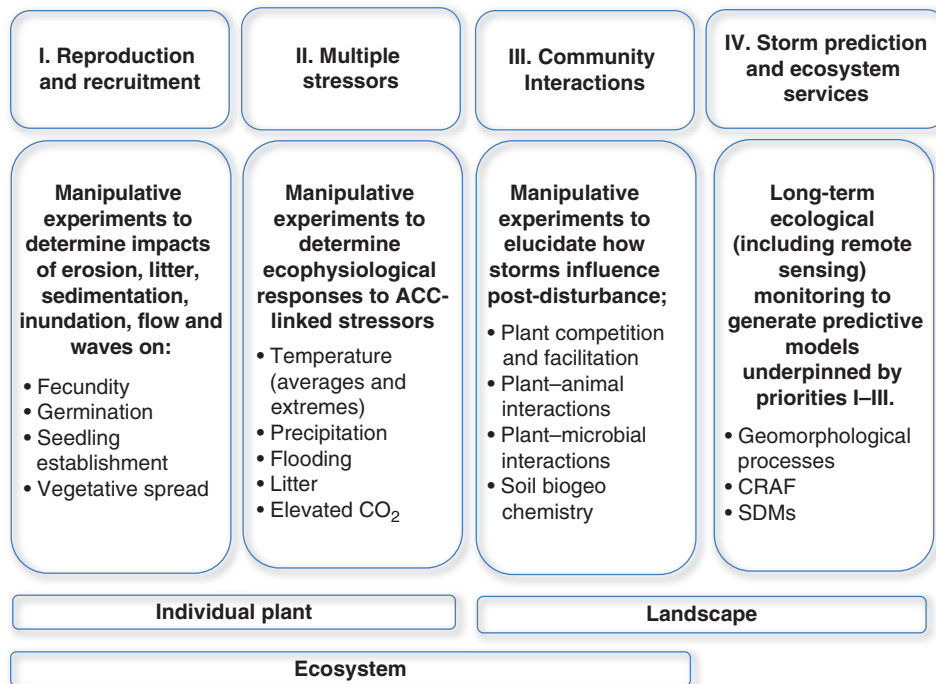 I. Reproduction
and recruitment
II. Multiple
stressors
III. Community
Interactions
IV. Storm prediction
and ecosystem
services
Manipulative
experiments to
determine impacts
of erosion, litter,
sedimentation,
inundation, flow and
waves on:
• Fecundity
• Germination
• Seedling
establishment
• Vegetative spread
Manipulative
experiments to
determine
ecophysiological
responses to ACC-
linked stressors
• Temperature
(averages and
extremes)
• Precipitation
• Flooding
• Litter
• Elevated CO₂
Manipulative
experiments to
elucidate how
storms influence
post-disturbance;
• Plant competition
and facilitation
• Plant–animal
interactions
• Plant–microbial
interactions
• Soil biogeo
chemistry
Long-term
ecological
(including remote
sensing)
monitoring to
generate predictive
models
underpinned by
priorities I–III.
• Geomorphological
processes
• CRAF
• SDMs
Individual plant
Landscape
Ecosystem